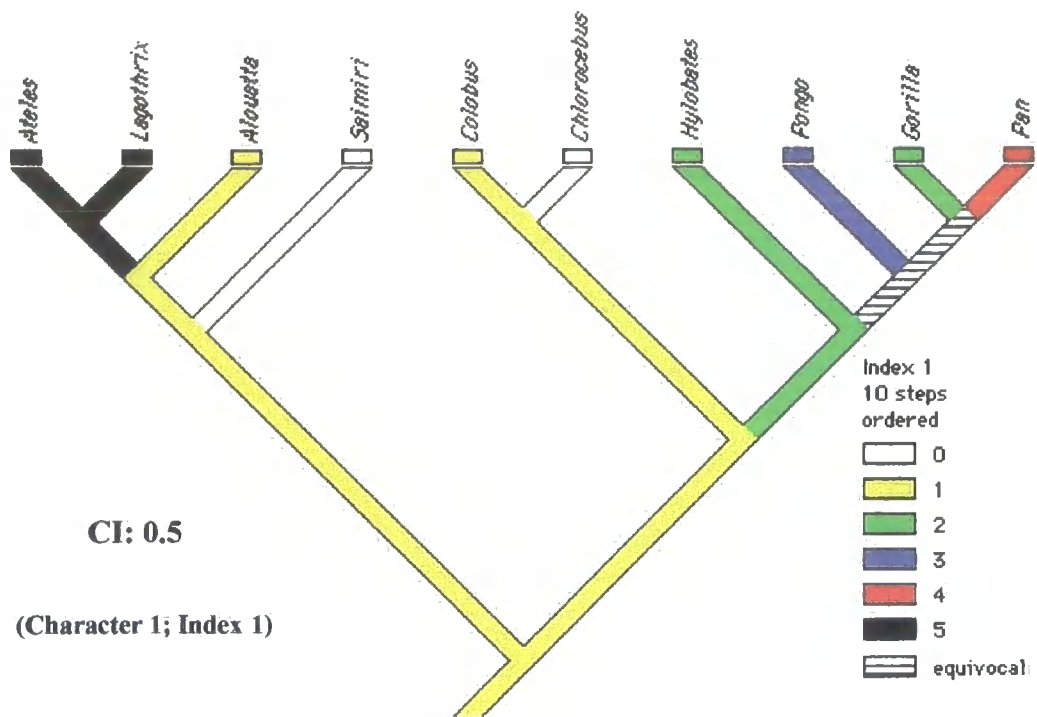 Ateles
Lagothrix
Alouatta
Saimiri
Colobus
Chlorocebus
Hylobates
Pongo
Gorilla
Pan
Index 1
10 steps
ordered
0
1
2
3
4
5
equivocal
CI: 0.5
(Character 1; Index 1)